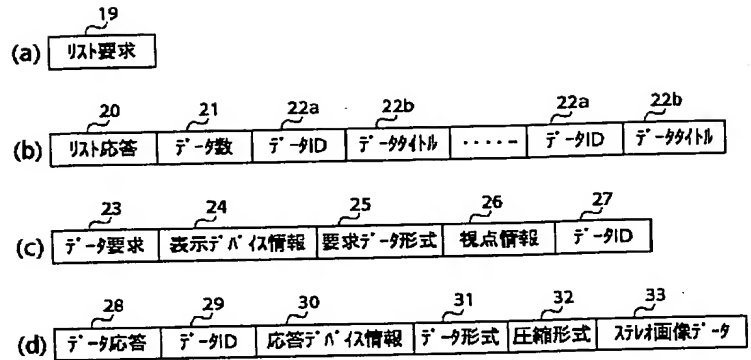 19
(a) リスト要求
20 21 22a 22b 22a 22b
(b) リスト応答 データ数 データID データタイトル ・・・・- データID データタイトル
23 24 25 26 27
(c) データ要求 表示デバイス情報 要求データ形式 視点情報 データID
28 29 30 31 32 33
(d) データ応答 データID 応答デバイス情報 データ形式 圧縮形式 ステレオ画像データ